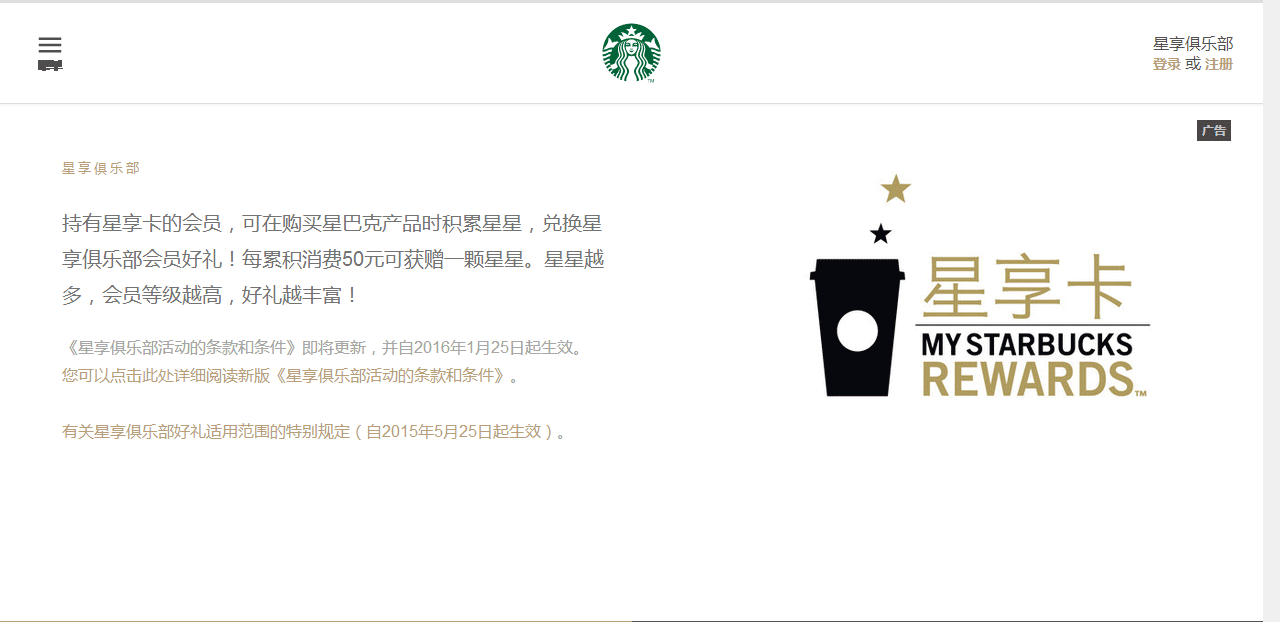 星享俱乐部
登录 或 注册
广告
星享俱乐部
持有星享卡的会员，可在购买星巴克产品时积累星星，兑换星
享俱乐部会员好礼！每累积消费50元可获赠一颗星星。星星越
多，会员等级越高，好礼越丰富！
《星享俱乐部活动的条款和条件》即将更新，并自2016年1月25日起生效。
您可以点击此处详细阅读新版《星享俱乐部活动的条款和条件》。
有关星享俱乐部好礼适用范围的特别规定（自2015年5月25日起生效）。
星享卡
MY STARBUCKS
REWARDS™